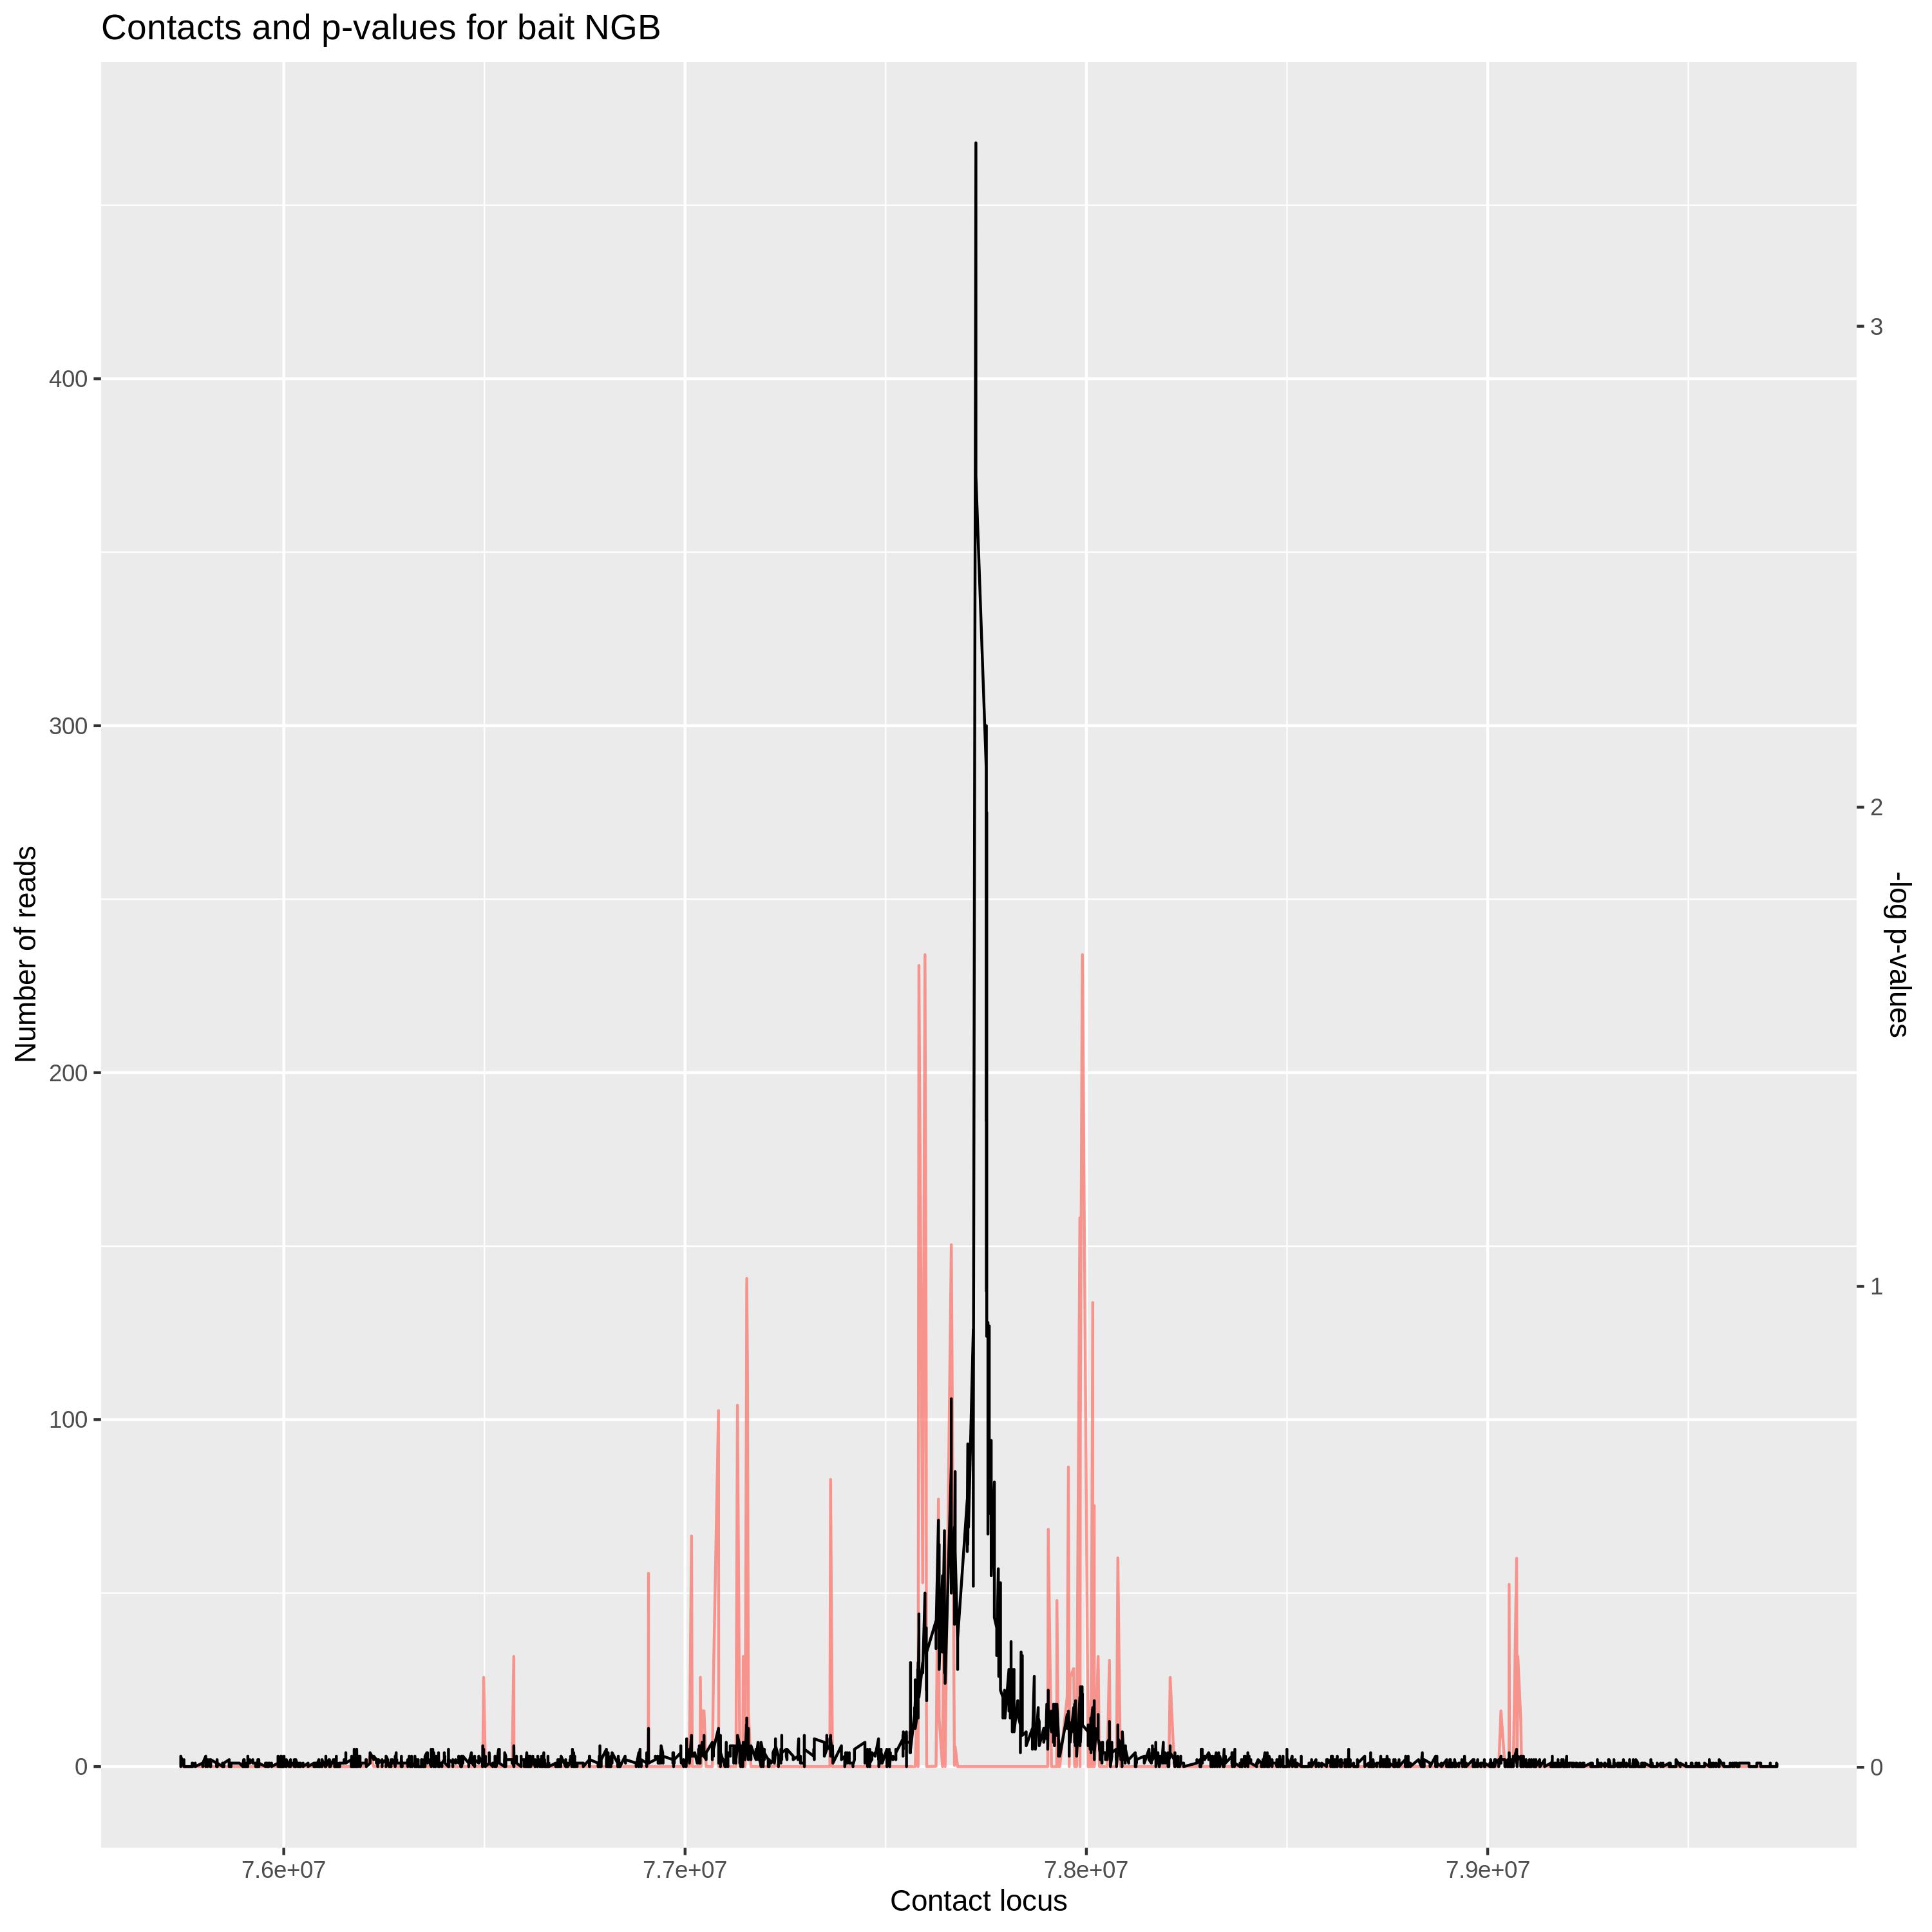 Contacts and p-values for bait NGB
Number of reads
400
300
200
100
0
3
2
1
0
-log p-values
7.6e+07 7.7e+07 7.8e+07 7.9e+07
Contact locus